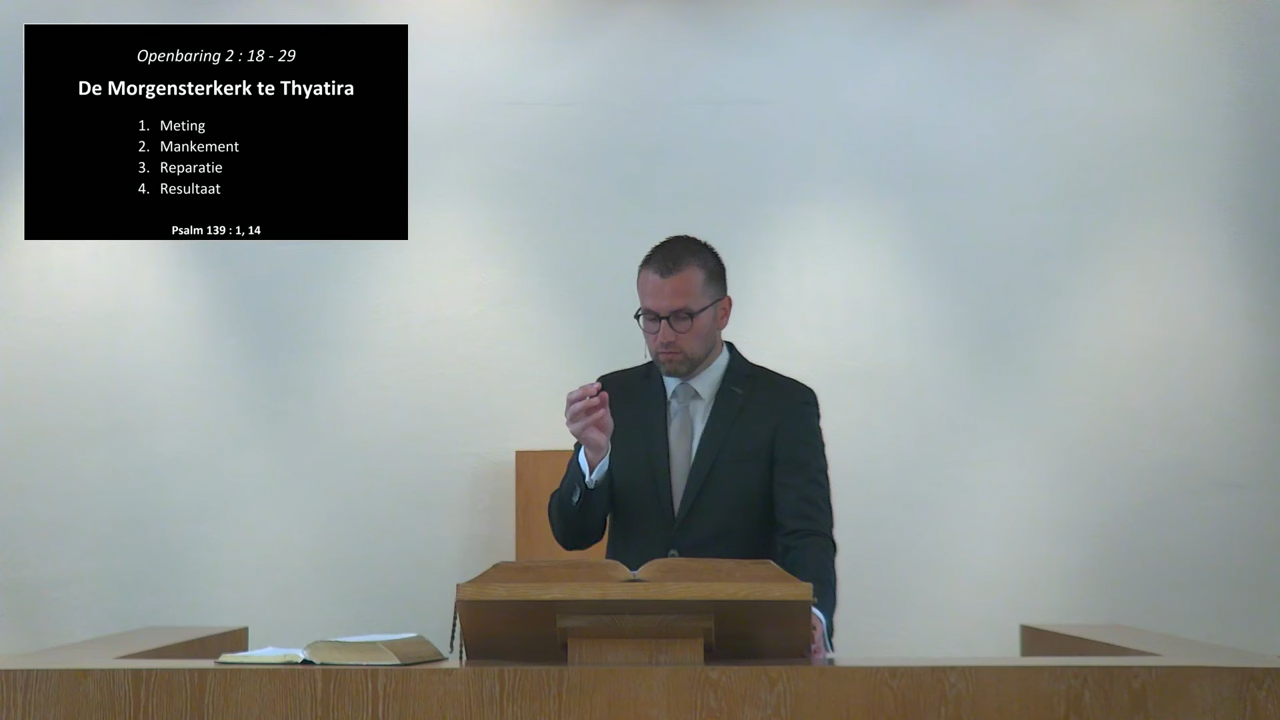 Openbaring 2 : 18 - 29
De Morgensterkerk te Thyatira
1. Meting
2. Mankement
3. Reparatie
4. Resultaat
Psalm 139 : 1, 14